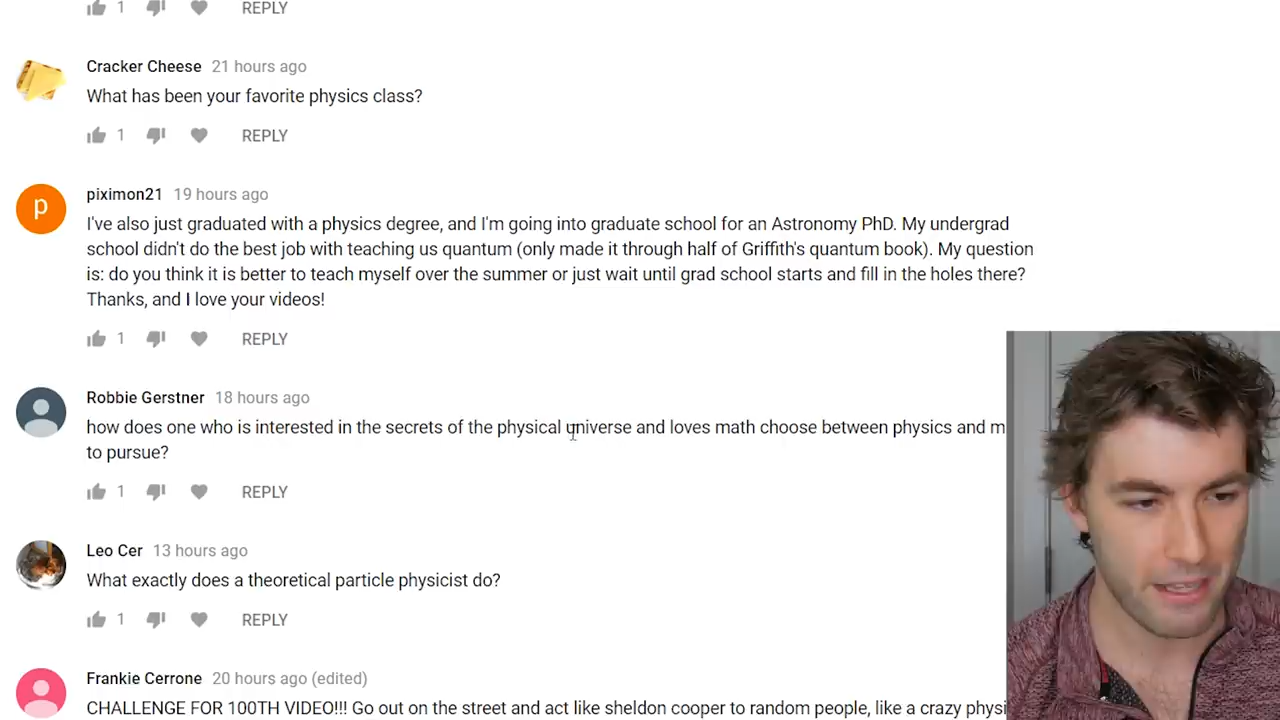 1 REPLY
Cracker Cheese 21 hours ago
What has been your favorite physics class?
1 REPLY
p
piximon21 19 hours ago
I've also just graduated with a physics degree, and I'm going into graduate school for an Astronomy PhD. My undergrad
school didn't do the best job with teaching us quantum (only made it through half of Griffith's quantum book). My question
is: do you think it is better to teach myself over the summer or just wait until grad school starts and fill in the holes there?
Thanks, and I love your videos!
1 REPLY
Robbie Gerstner 18 hours ago
how does one who is interested in the secrets of the physical universe and loves math choose between physics and m
to pursue?
1 REPLY
Leo Cer 13 hours ago
What exactly does a theoretical particle physicist do?
1 REPLY
Frankie Cerrone 20 hours ago (edited)
CHALLENGE FOR 100TH VIDEO!!! Go out on the street and act like sheldon cooper to random people, like a crazy physi